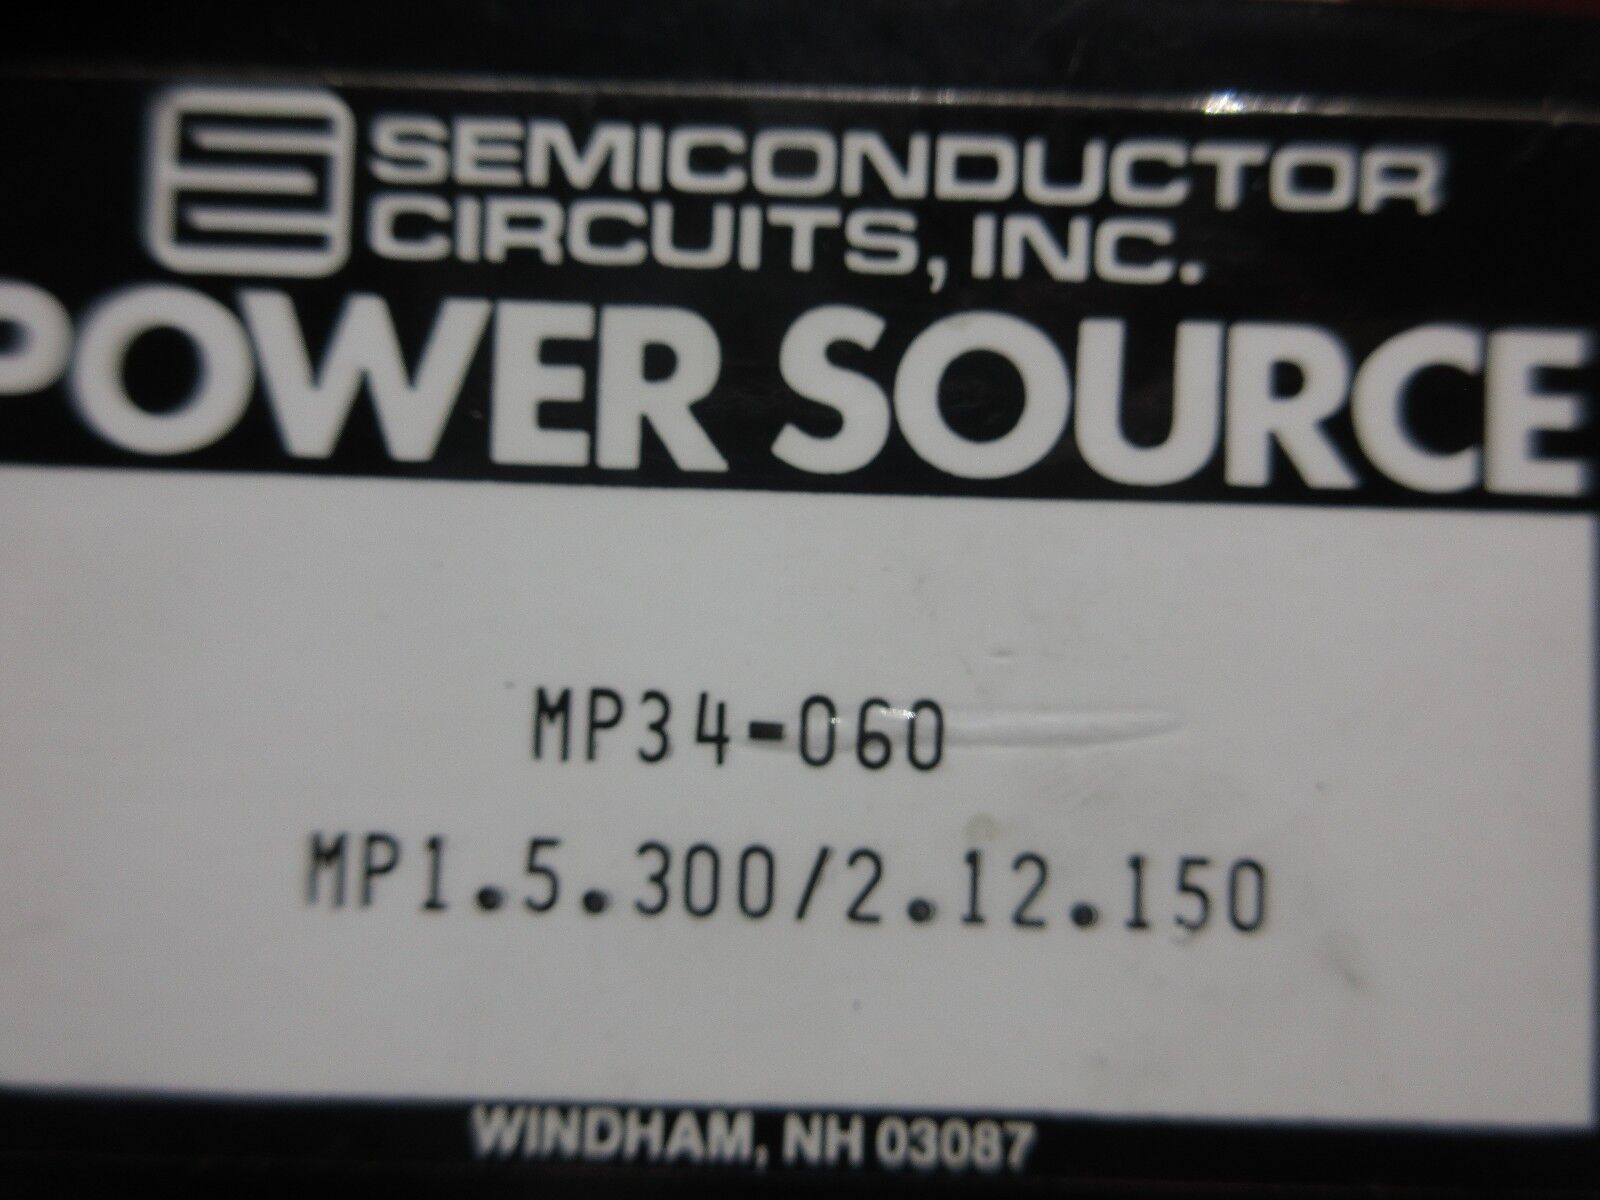 SEMICONDUCTOR
CIRCUITS, INC.
POWER SOURCE
MP34-060
MP1.5.300/2.12.150
WINDHAM, NH 03087